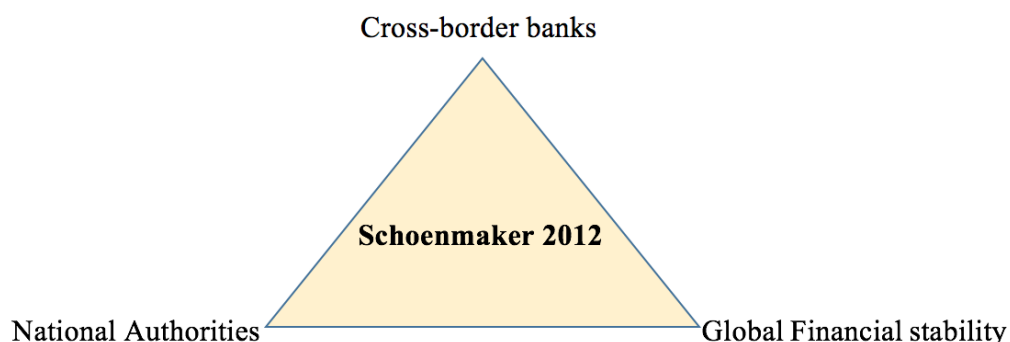 Cross-border banks
Schoenmaker 2012
National Authorities
Global Financial stability